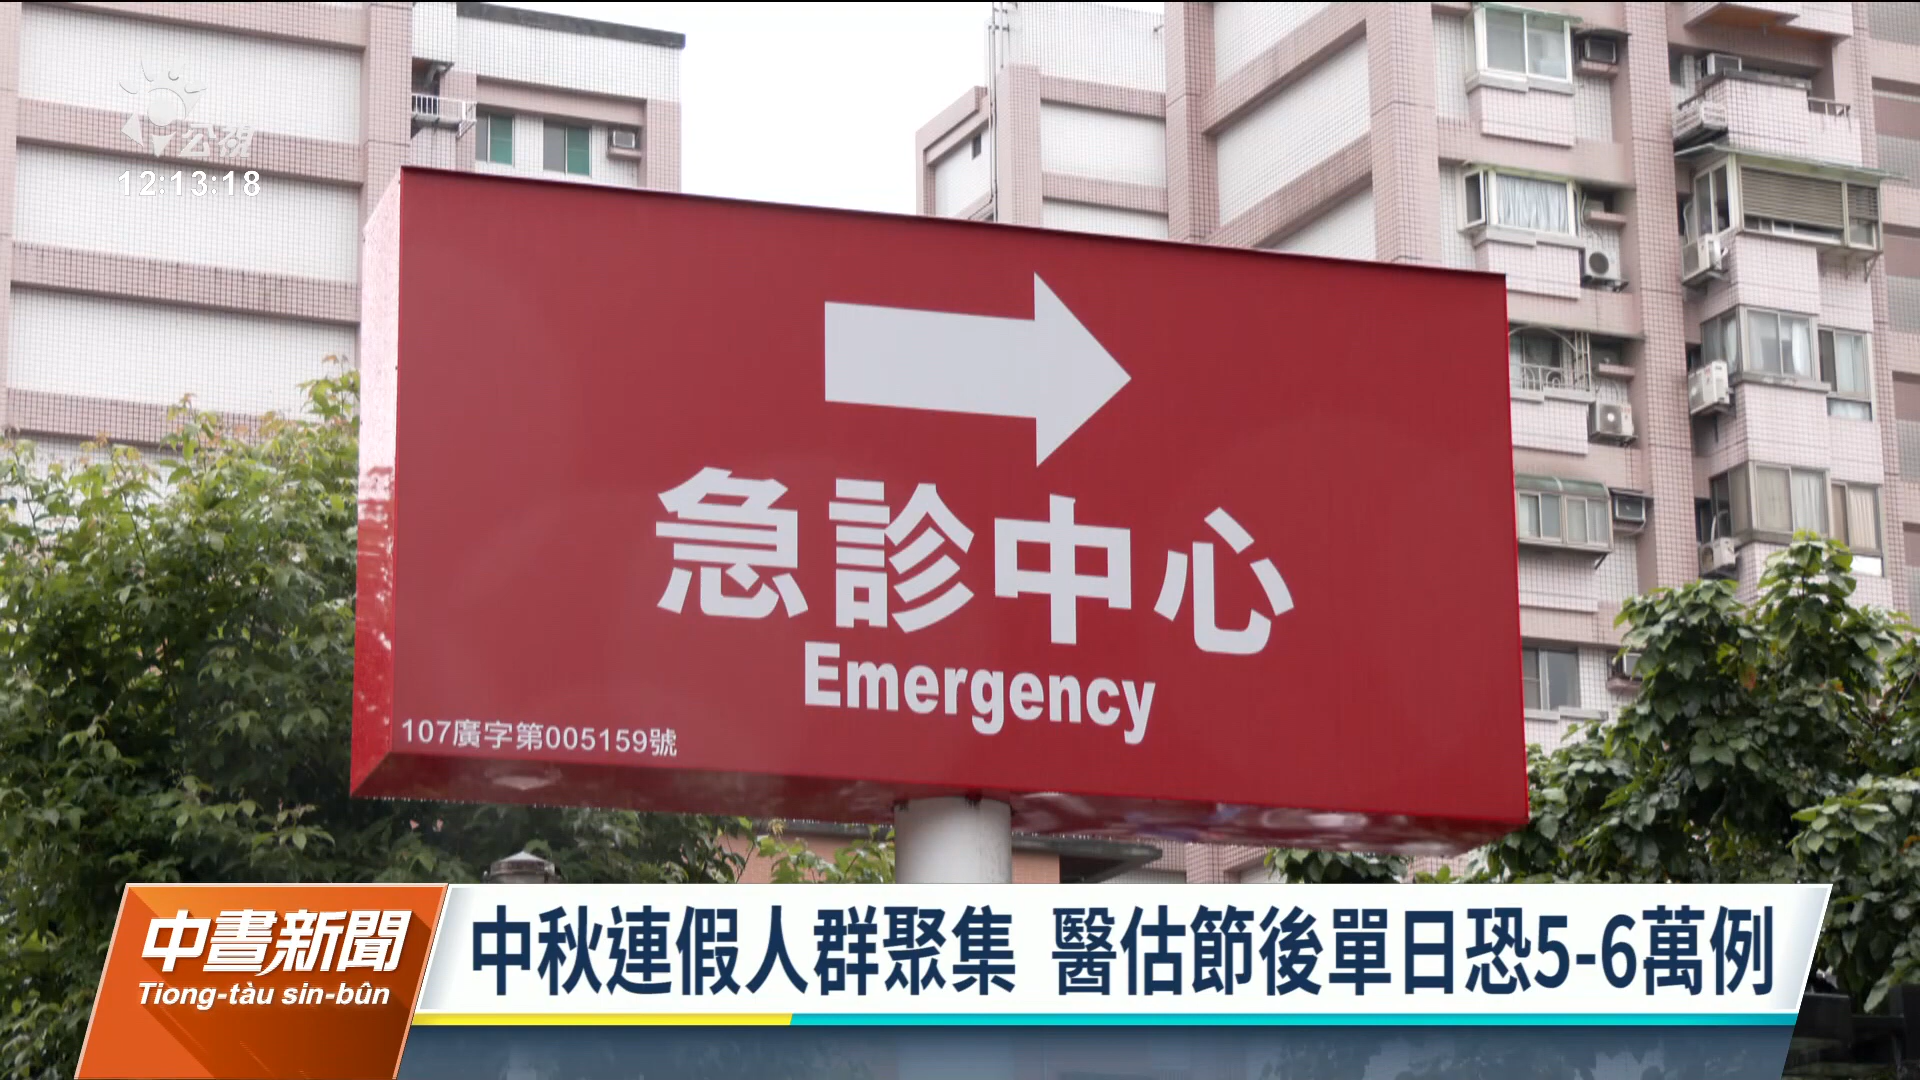 公視
12:13:18
急診中心
Emergency
107廣字第005159號
中晝新聞
Tiong-tàu sin-bûn
中秋連假人群聚集 醫估節後單日恐5-6萬例